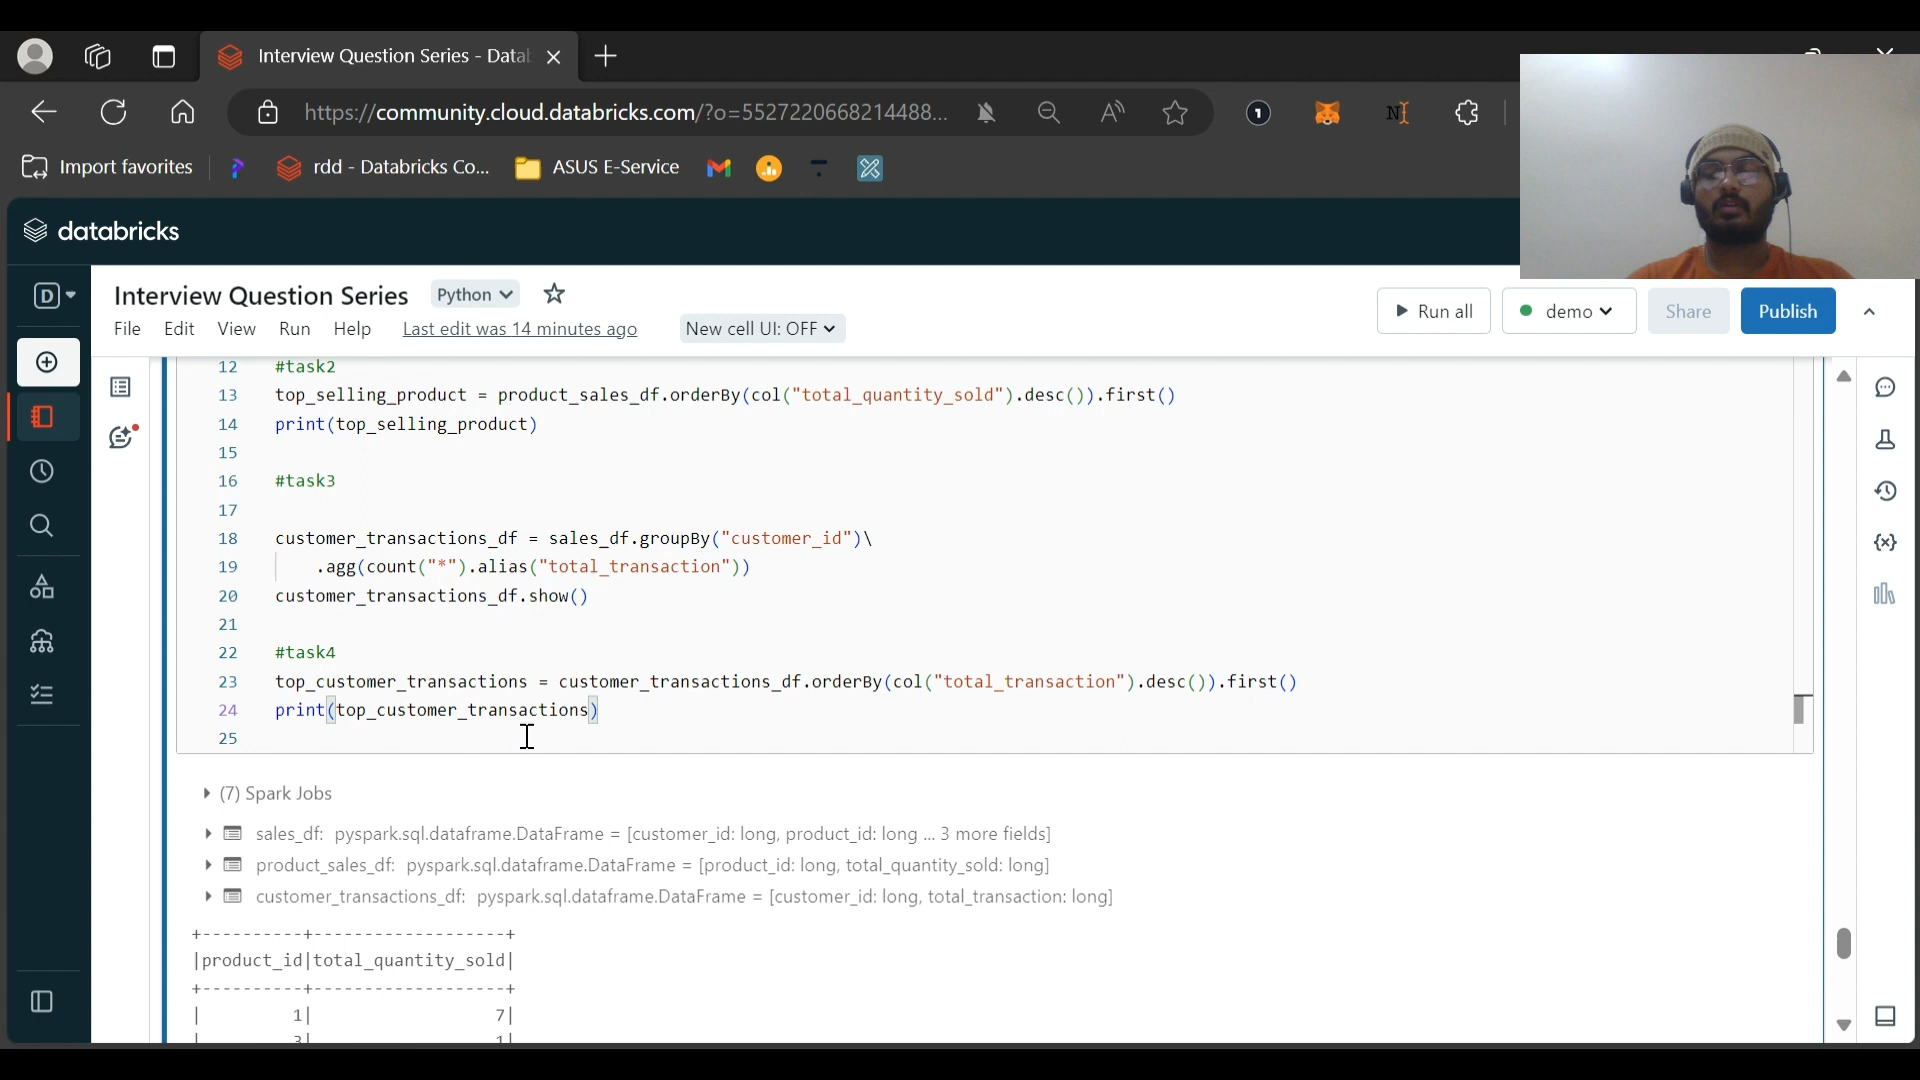 Interview Question Series - Data
https://community.cloud.databricks.com/?o=5527220668214488...
Import favorites
rdd - Databricks Co...
ASUS E-Service
databricks
D
Interview Question Series
Python
File Edit View Run Help Last edit was 14 minutes ago
New cell UI: OFF
Run all
demo
Share
Publish
12 #task2
13 top_selling_product = product_sales_df.orderBy(col("total_quantity_sold").desc()).first()
14 print(top_selling_product)
15
16 #task3
17
18 customer_transactions_df = sales_df.groupBy("customer_id")\
19 .agg(count("*").alias("total_transaction"))
20 customer_transactions_df.show()
21
22 #task4
23 top_customer_transactions = customer_transactions_df.orderBy(col("total_transaction").desc()).first()
24 print(top_customer_transactions)
25
(7) Spark Jobs
sales_df: pyspark.sql.dataframe.DataFrame = [customer_id: long, product_id: long ... 3 more fields]
product_sales_df: pyspark.sql.dataframe.DataFrame = [product_id: long, total_quantity_sold: long]
customer_transactions_df: pyspark.sql.dataframe.DataFrame = [customer_id: long, total_transaction: long]
+----------+-------------------+
|product_id|total_quantity_sold|
+----------+-------------------+
| 1| 7|
| 3| 1|